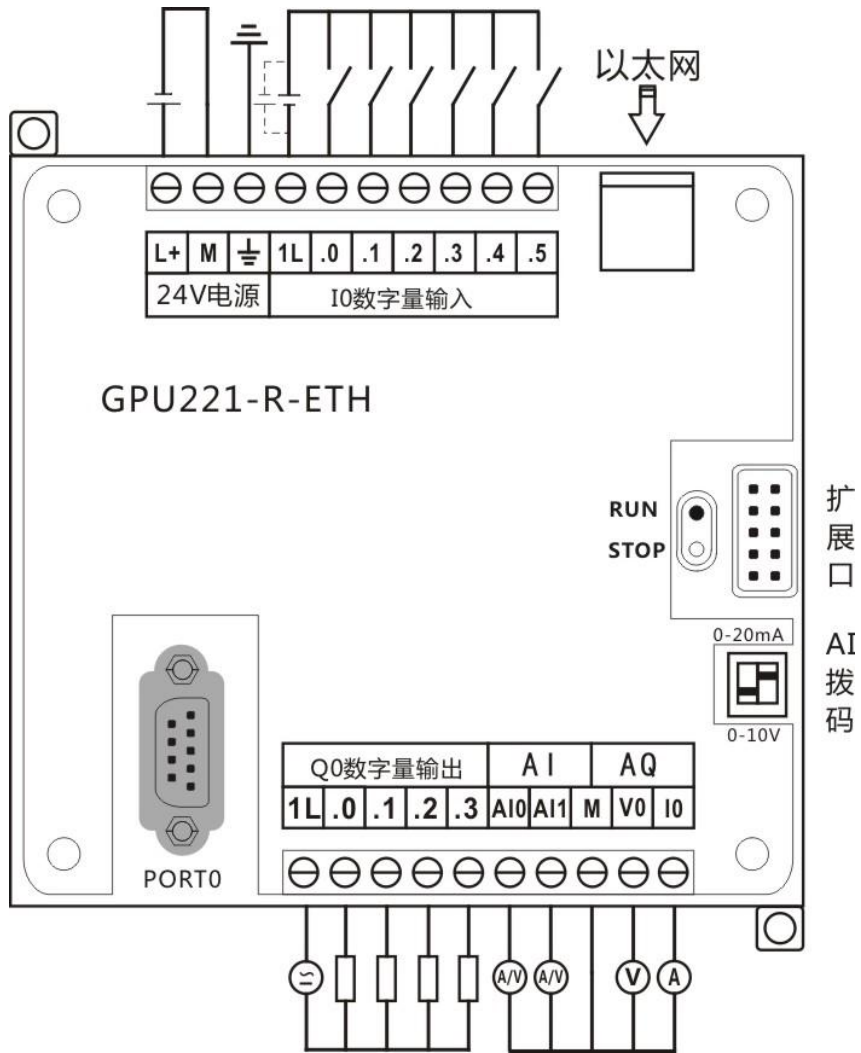 以太网
L+ M 1L .0 .1 .2 .3 .4 .5
24V电源 I0数字量输入
GPU221-R-ETH
RUN
STOP
扩
展
口
0-20mA
AI
拨
码
0-10V
Q0数字量输出 AI AQ
1L .0 .1 .2 .3 AI0 AI1 M V0 I0
PORT0
A/V A/V V A